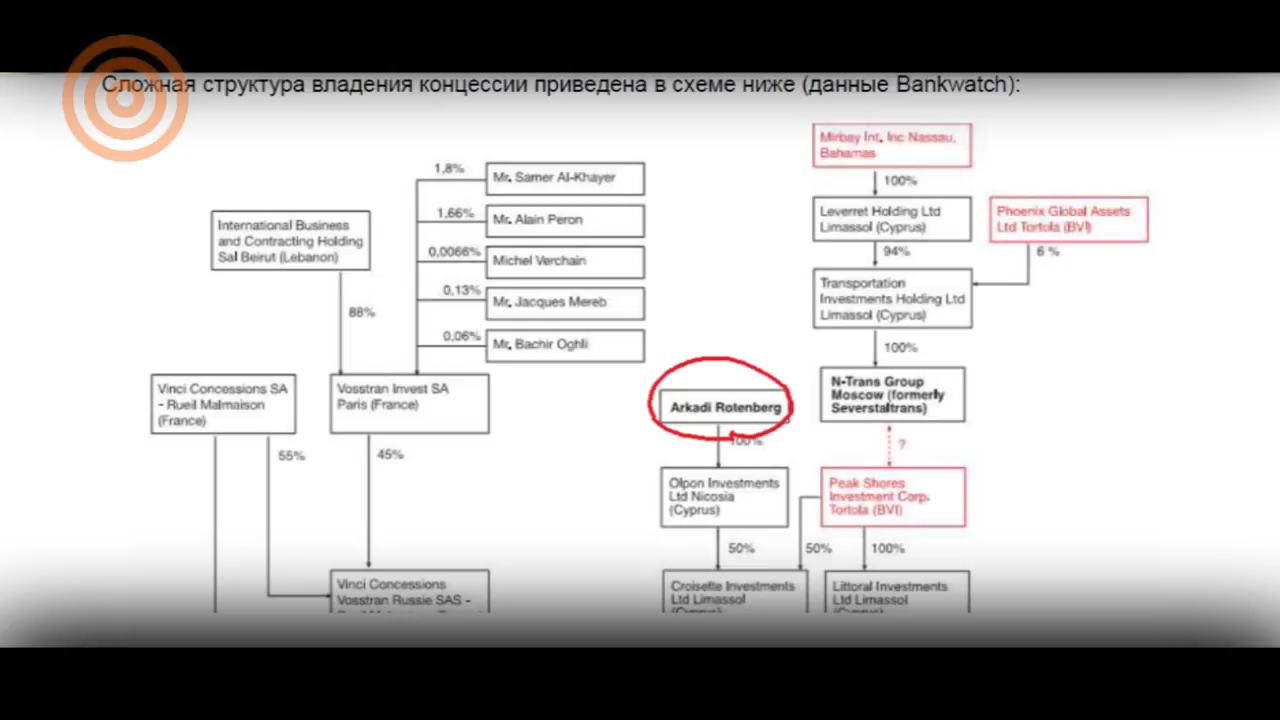 Сложная структура владения концессии приведена в схеме ниже (данные Bankwatch):
Mirbay Int. Inc Nassau,
Bahamas
100%
Leverret Holding Ltd
Limassol (Cyprus)
Phoenix Global Assets
Ltd Tortola (BVI)
94%
6 %
Transportation
Investments Holding Ltd
Limassol (Cyprus)
100%
N-Trans Group
Moscow (formerly
Severstaltrans)
?
1,8%
Mr. Samer Al-Khayer
1,66%
Mr. Alain Peron
0,0066%
Michel Verchain
0,13%
Mr. Jacques Mereb
0,06%
Mr. Bachir Oghli
International Business
and Contracting Holding
Sal Beirut (Lebanon)
88%
Vinci Concessions SA
- Rueil Malmaison
(France)
Vosstran Invest SA
Paris (France)
55%
45%
Vinci Concessions
Vosstran Russie SAS -
Arkadi Rotenberg
100%
Olpon Investments
Ltd Nicosia
(Cyprus)
Peak Shores
Investment Corp.
Tortola (BVI)
50%
50%
100%
Croisette Investments
Ltd Limassol
(Cyprus)
Littoral Investments
Ltd Limassol
(Cyprus)